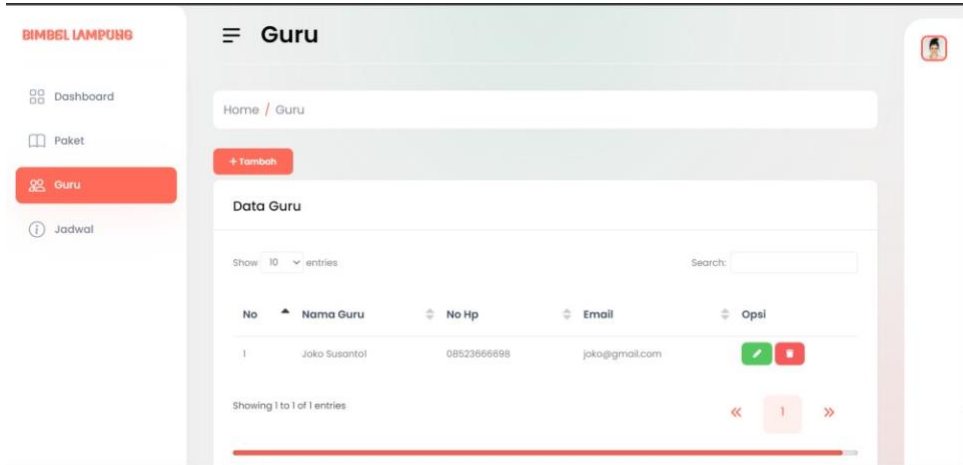 BIMBEL LAMPUNG
Guru
Dashboard
Home / Guru
Paket
+ Tambah
Guru
Data Guru
Jadwal
Show 10 entries
Search:
No Nama Guru No Hp Email Opsi
1 Joko Susanto1 08523666698 joko@gmail.com
Showing 1 to 1 of 1 entries
« 1 »